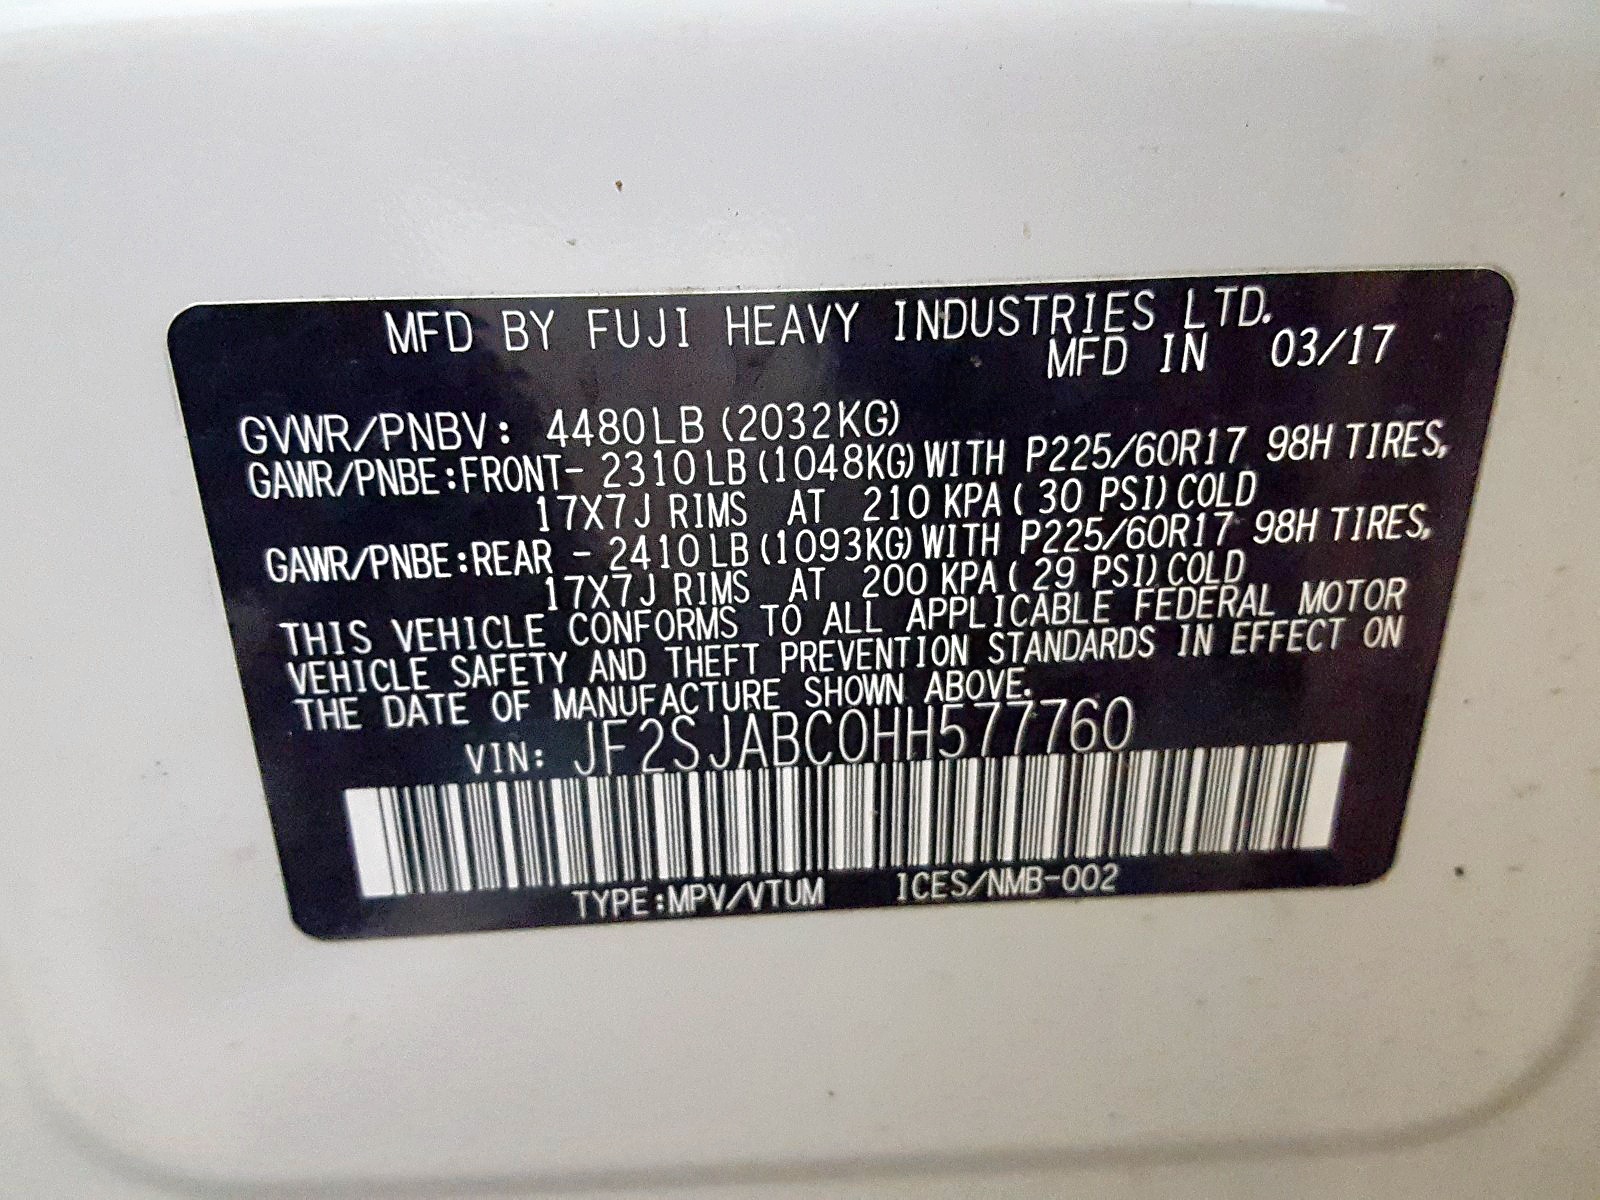 MFD BY FUJI HEAVY INDUSTRIES LTD.
MFD IN 03/17
GVWR/PNBV: 4480LB (2032KG)
GAWR/PNBE:FRONT- 2310LB (1048KG) WITH P225/60R17 98H TIRES,
17X7J RIMS AT 210 KPA ( 30 PSI) COLD
GAWR/PNBE:REAR - 2410LB (1093KG) WITH P225/60R17 98H TIRES,
17X7J RIMS AT 200 KPA ( 29 PSI) COLD
THIS VEHICLE CONFORMS TO ALL APPLICABLE FEDERAL MOTOR
VEHICLE SAFETY AND THEFT PREVENTION STANDARDS IN EFFECT ON
THE DATE OF MANUFACTURE SHOWN ABOVE.
VIN: JF2SJABC0HH577760
TYPE:MPV/VTUM ICES/NMB-002